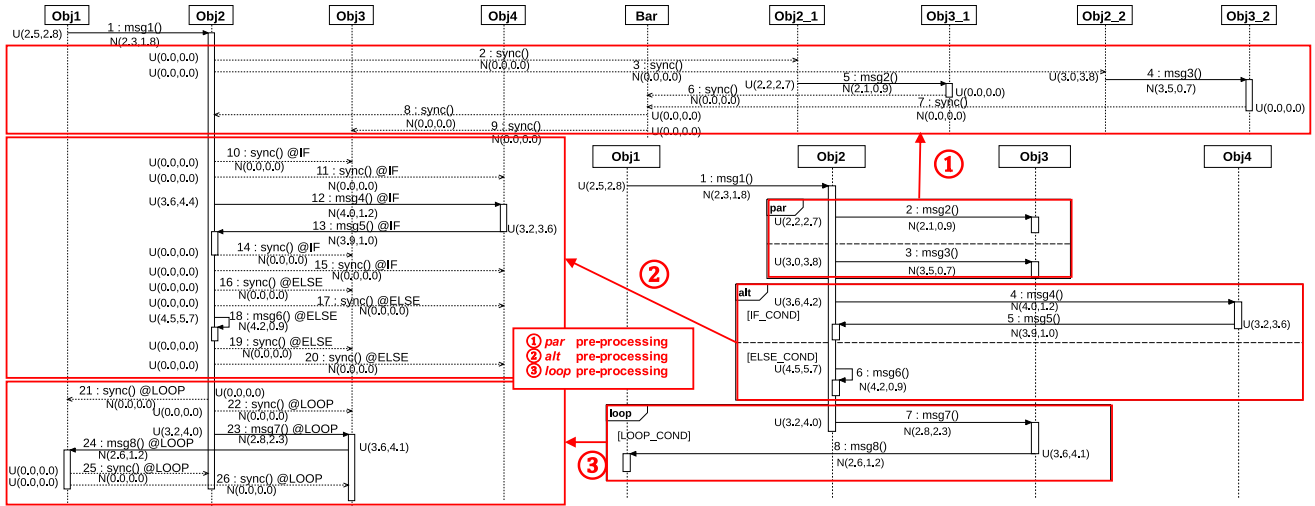 Obj1 Obj2 Obj3 Obj4 Bar Obj2_1 Obj3_1 Obj2_2 Obj3_2
U(2.5,2.8) 1 : msg1()
N(2.3,1.8)
U(0.0,0.0) 2 : sync()
N(0.0,0.0)
U(0.0,0.0) 3 : sync()
N(0.0,0.0)
U(2.2,2.7) 5 : msg2()
N(2.1,0.9)
U(3.0,3.8) 4 : msg3()
N(3.5,0.7)
6 : sync() U(0.0,0.0)
N(0.0,0.0)
7 : sync() U(0.0,0.0)
N(0.0,0.0)
8 : sync() U(0.0,0.0)
N(0.0,0.0)
9 : sync() U(0.0,0.0)
N(0.0,0.0)
10 : sync() @IF
U(0.0,0.0) N(0.0,0.0)
11 : sync() @IF
U(0.0,0.0) N(0.0,0.0)
12 : msg4() @IF
U(3.6,4.4) N(4.0,1.2)
13 : msg5() @IF U(3.2,3.6)
N(3.9,1.0)
14 : sync() @IF
U(0.0,0.0) N(0.0,0.0)
15 : sync() @IF
U(0.0,0.0) N(0.0,0.0)
16 : sync() @ELSE
U(0.0,0.0) N(0.0,0.0)
17 : sync() @ELSE
U(0.0,0.0) N(0.0,0.0)
U(4.5,5.7) 18 : msg6() @ELSE
N(4.2,0.9)
19 : sync() @ELSE
U(0.0,0.0) N(0.0,0.0)
20 : sync() @ELSE
U(0.0,0.0) N(0.0,0.0)
21 : sync() @LOOP U(0.0,0.0)
N(0.0,0.0)
22 : sync() @LOOP
U(0.0,0.0) N(0.0,0.0)
U(3.2,4.0) 23 : msg7() @LOOP
N(2.8,2.3)
24 : msg8() @LOOP U(3.6,4.1)
N(2.6,1.2)
25 : sync() @LOOP
U(0.0,0.0) N(0.0,0.0)
26 : sync() @LOOP
U(0.0,0.0) N(0.0,0.0)
①
②
③
① par pre-processing
② alt pre-processing
③ loop pre-processing
Obj1 Obj2 Obj3 Obj4
U(2.5,2.8) 1 : msg1()
N(2.3,1.8)
par
U(2.2,2.7) 2 : msg2()
N(2.1,0.9)
U(3.0,3.8) 3 : msg3()
N(3.5,0.7)
alt
U(3.6,4.2) 4 : msg4()
[IF_COND] N(4.0,1.2)
5 : msg5() U(3.2,3.6)
N(3.9,1.0)
[ELSE_COND]
U(4.5,5.7) 6 : msg6()
N(4.2,0.9)
loop
U(3.2,4.0) 7 : msg7()
[LOOP_COND] N(2.8,2.3)
8 : msg8() U(3.6,4.1)
N(2.6,1.2)